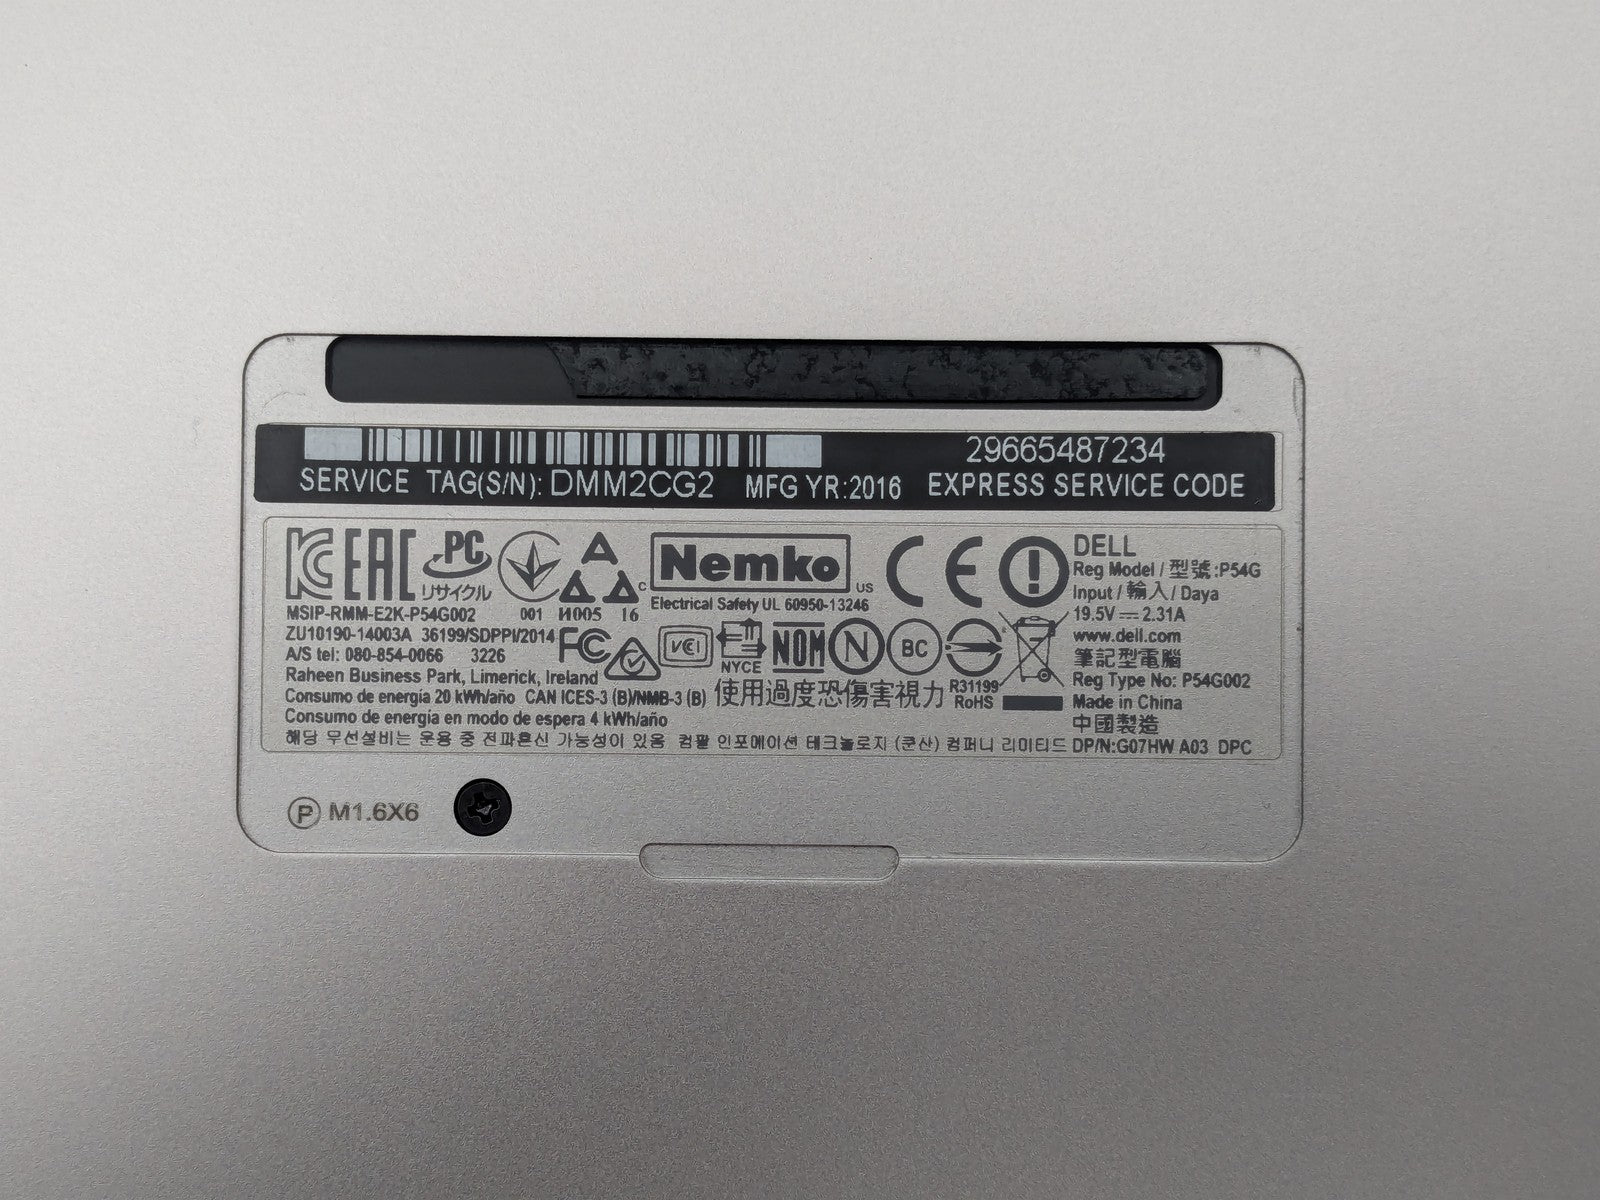 29665487234
SERVICE TAG(S/N): DMM2CG2 MFG YR:2016 EXPRESS SERVICE CODE
EAC PC
リサイクル
MSIP-RMM-E2K-P54G002
001 И005 16
C
Nemko US
Electrical Safety UL 60950-13246
CE
DELL
Reg Model / 型號:P54G
Input / 輸入 / Daya
19.5V ⎓ 2.31A
www.dell.com
筆記型電腦
Reg Type No: P54G002
Made in China
中國製造
ZU10190-14003A 36199/SDPPI/2014
A/S tel: 080-854-0066 3226
FC VCI NYCE NOM N BC
Raheen Business Park, Limerick, Ireland
R31199
RoHS
Consumo de energía 20 kWh/año CAN ICES-3 (B)/NMB-3 (B) 使用過度恐傷害視力
Consumo de energía en modo de espera 4 kWh/año
해당 무선설비는 운용 중 전파혼신 가능성이 있음 컴팔 인포메이션 테크놀로지 (쿤산) 컴퍼니 리미티드 DP/N:G07HW A03 DPC
P M1.6X6